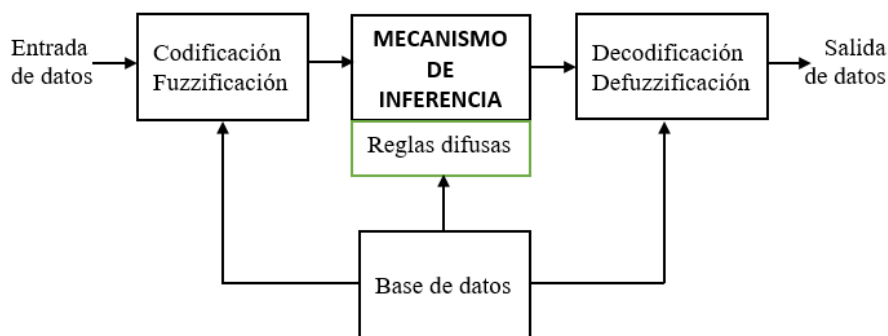 Entrada
de datos
Codificación
Fuzzificación
MECANISMO
DE
INFERENCIA
Reglas difusas
Decodificación
Defuzzificación
Salida
de datos
Base de datos